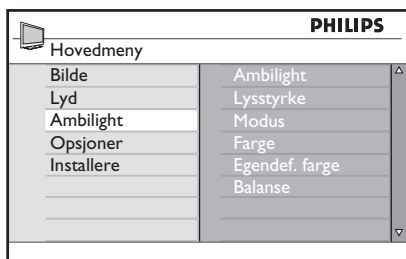 PHILIPS
Hovedmeny
Bilde
Lyd
Ambilight
Opsjoner
Installere
Ambilight
Lysstyrke
Modus
Farge
Egendef. farge
Balanse